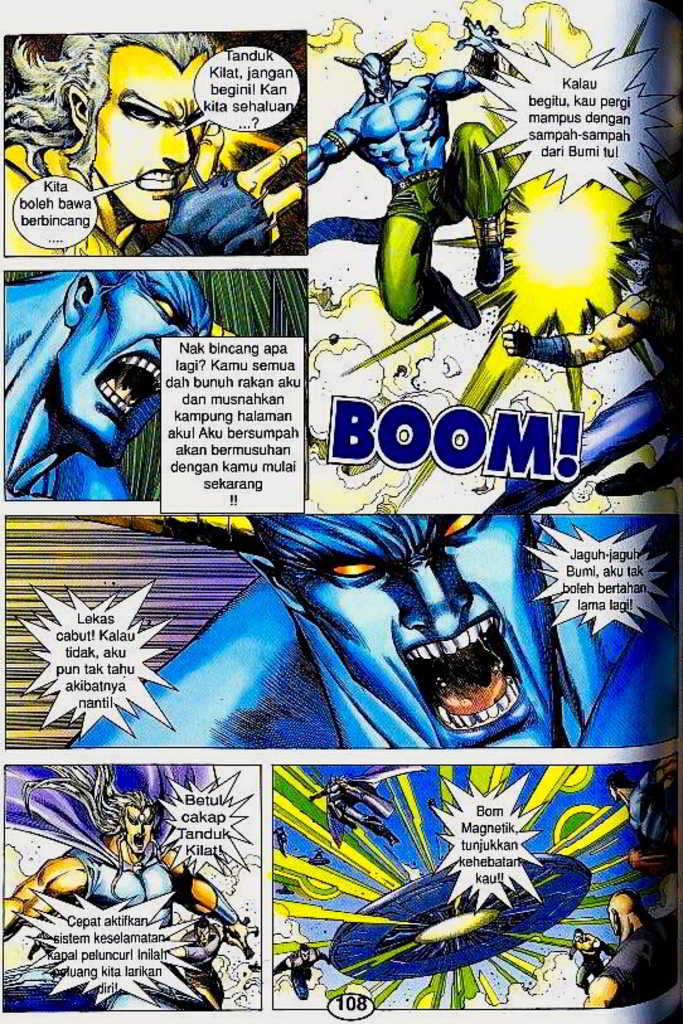 Tanduk
Kilat, jangan
begini! Kan
kita sehaluan
...?
Kita
boleh bawa
berbincang
....
Kalau
begitu, kau pergi
mampus dengan
sampah-sampah
dari Bumi tu!
BOOM!
Nak bincang apa
lagi? Kamu semua
dah bunuh rakan aku
dan musnahkan
kampung halaman
aku! Aku bersumpah
akan bermusuhan
dengan kamu mulai
sekarang
!!
Lekas
cabut! Kalau
tidak, aku
pun tak tahu
akibatnya
nanti!
Jaguh-jaguh
Bumi, aku tak
boleh bertahan
lama lagi!
Betul
cakap
Tanduk
Kilat!
Cepat aktifkan
sistem keselamatan
kapal peluncur! Inilah
peluang kita larikan
diri!
Bom
Magnetik,
tunjukkan
kehebatan
kau!!
108